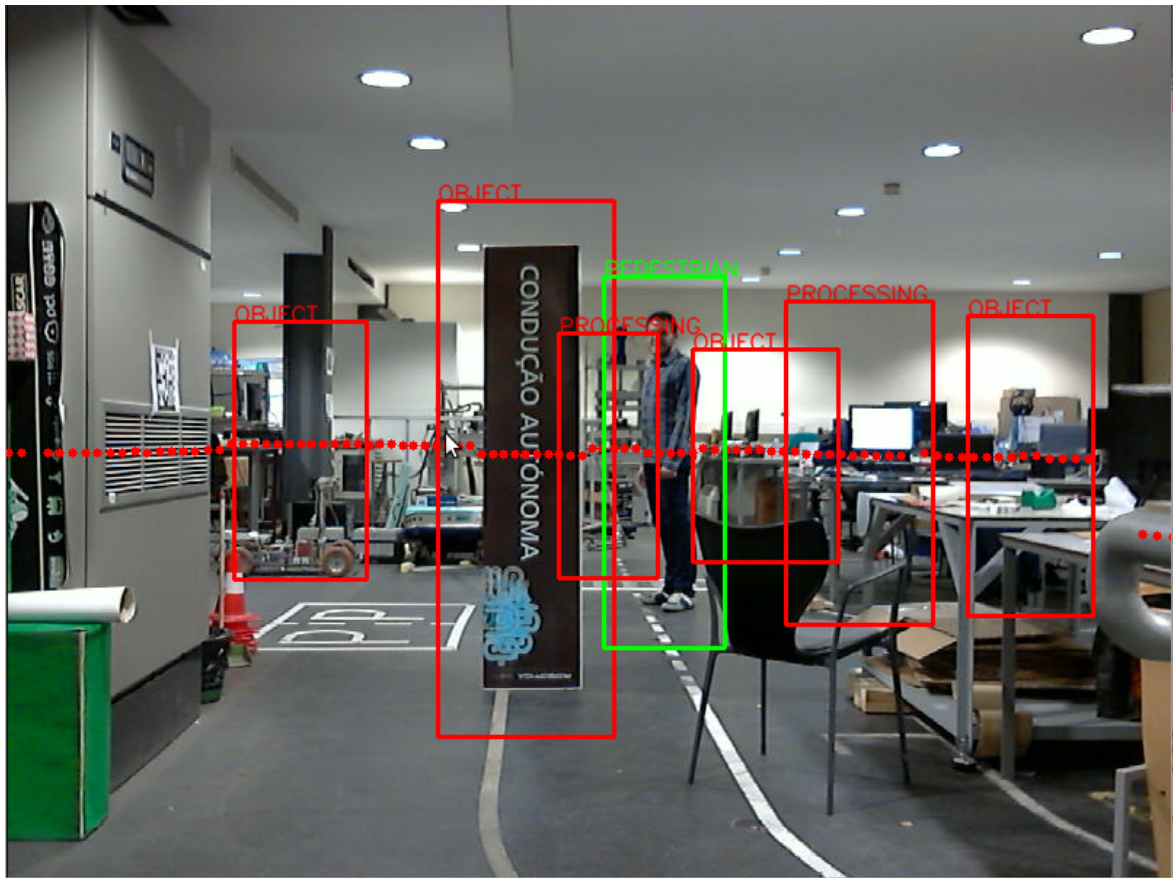 OBJECT
PEDESTRIAN
PROCESSING
OBJECT
OBJECT
PROCESSING
OBJECT
CONDUÇÃO AUTÓNOMA
P P